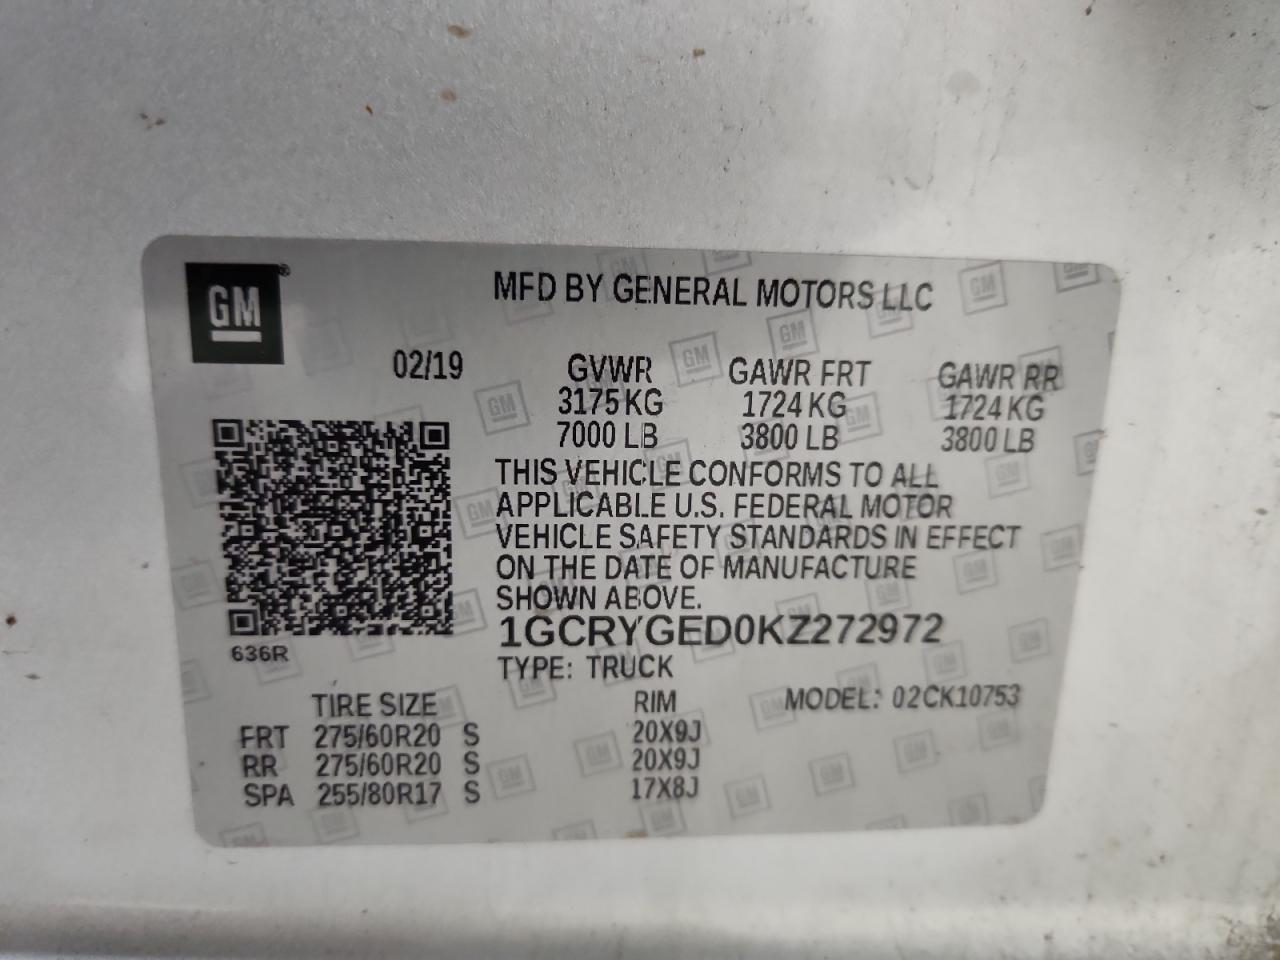 GM®
MFD BY GENERAL MOTORS LLC
02/19 GVWR GAWR FRT GAWR RR
3175 KG 1724 KG 1724 KG
7000 LB 3800 LB 3800 LB
THIS VEHICLE CONFORMS TO ALL
APPLICABLE U.S. FEDERAL MOTOR
VEHICLE SAFETY STANDARDS IN EFFECT
ON THE DATE OF MANUFACTURE
SHOWN ABOVE.
1GCRYGED0KZ272972
636R
TYPE: TRUCK
TIRE SIZE RIM MODEL: 02CK10753
FRT 275/60R20 S 20X9J
RR 275/60R20 S 20X9J
SPA 255/80R17 S 17X8J